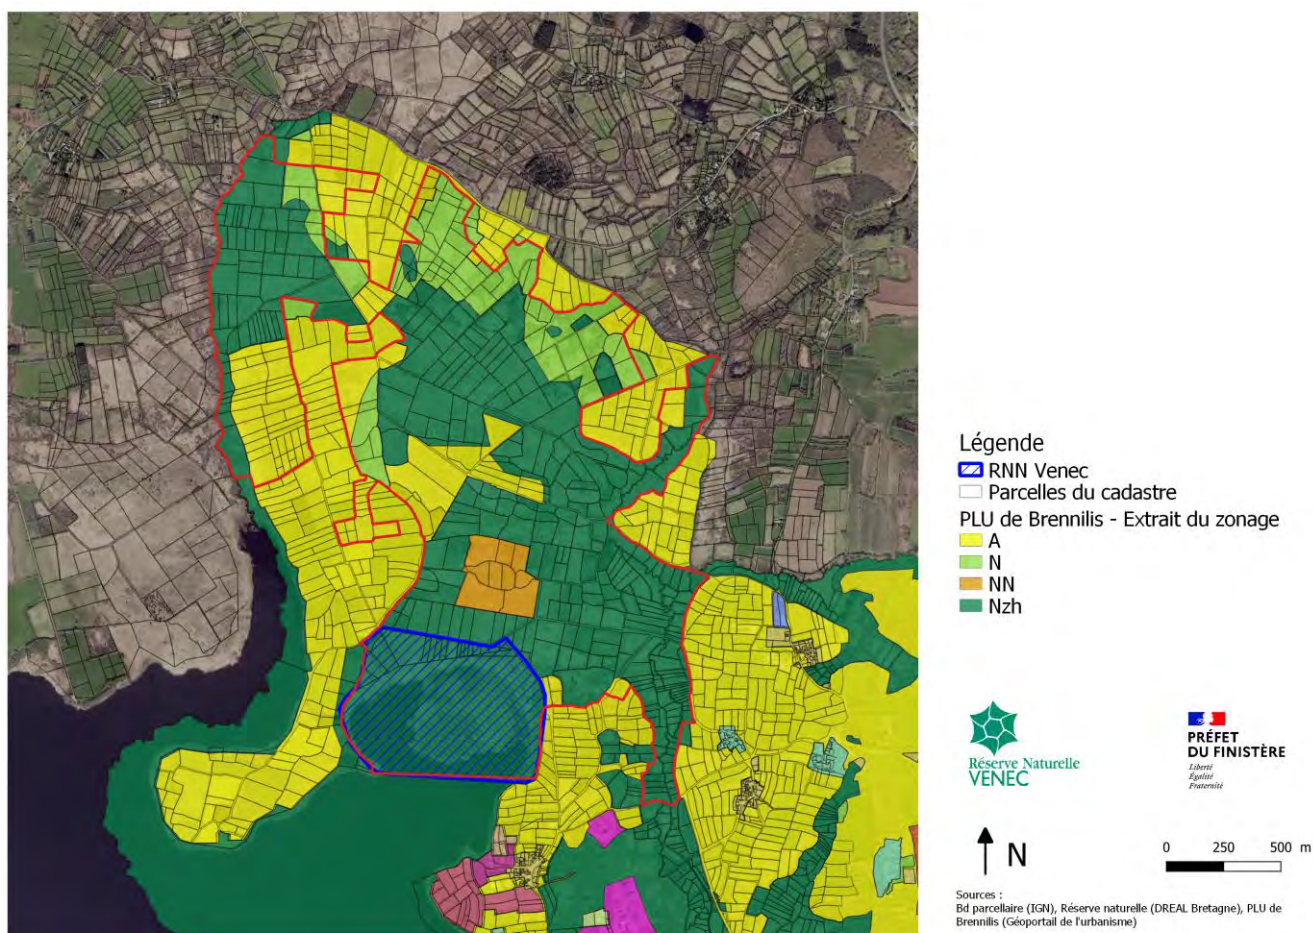 Légende
RNN Venec
Parcelles du cadastre
PLU de Brennilis - Extrait du zonage
A
N
NN
Nzh
Réserve Naturelle
VENEC
PRÉFET
DU FINISTÈRE
Liberté
Égalité
Fraternité
N
0 250 500 m
Sources :
Bd parcellaire (IGN), Réserve naturelle (DREAL Bretagne), PLU de
Brennilis (Géoportail de l'urbanisme)